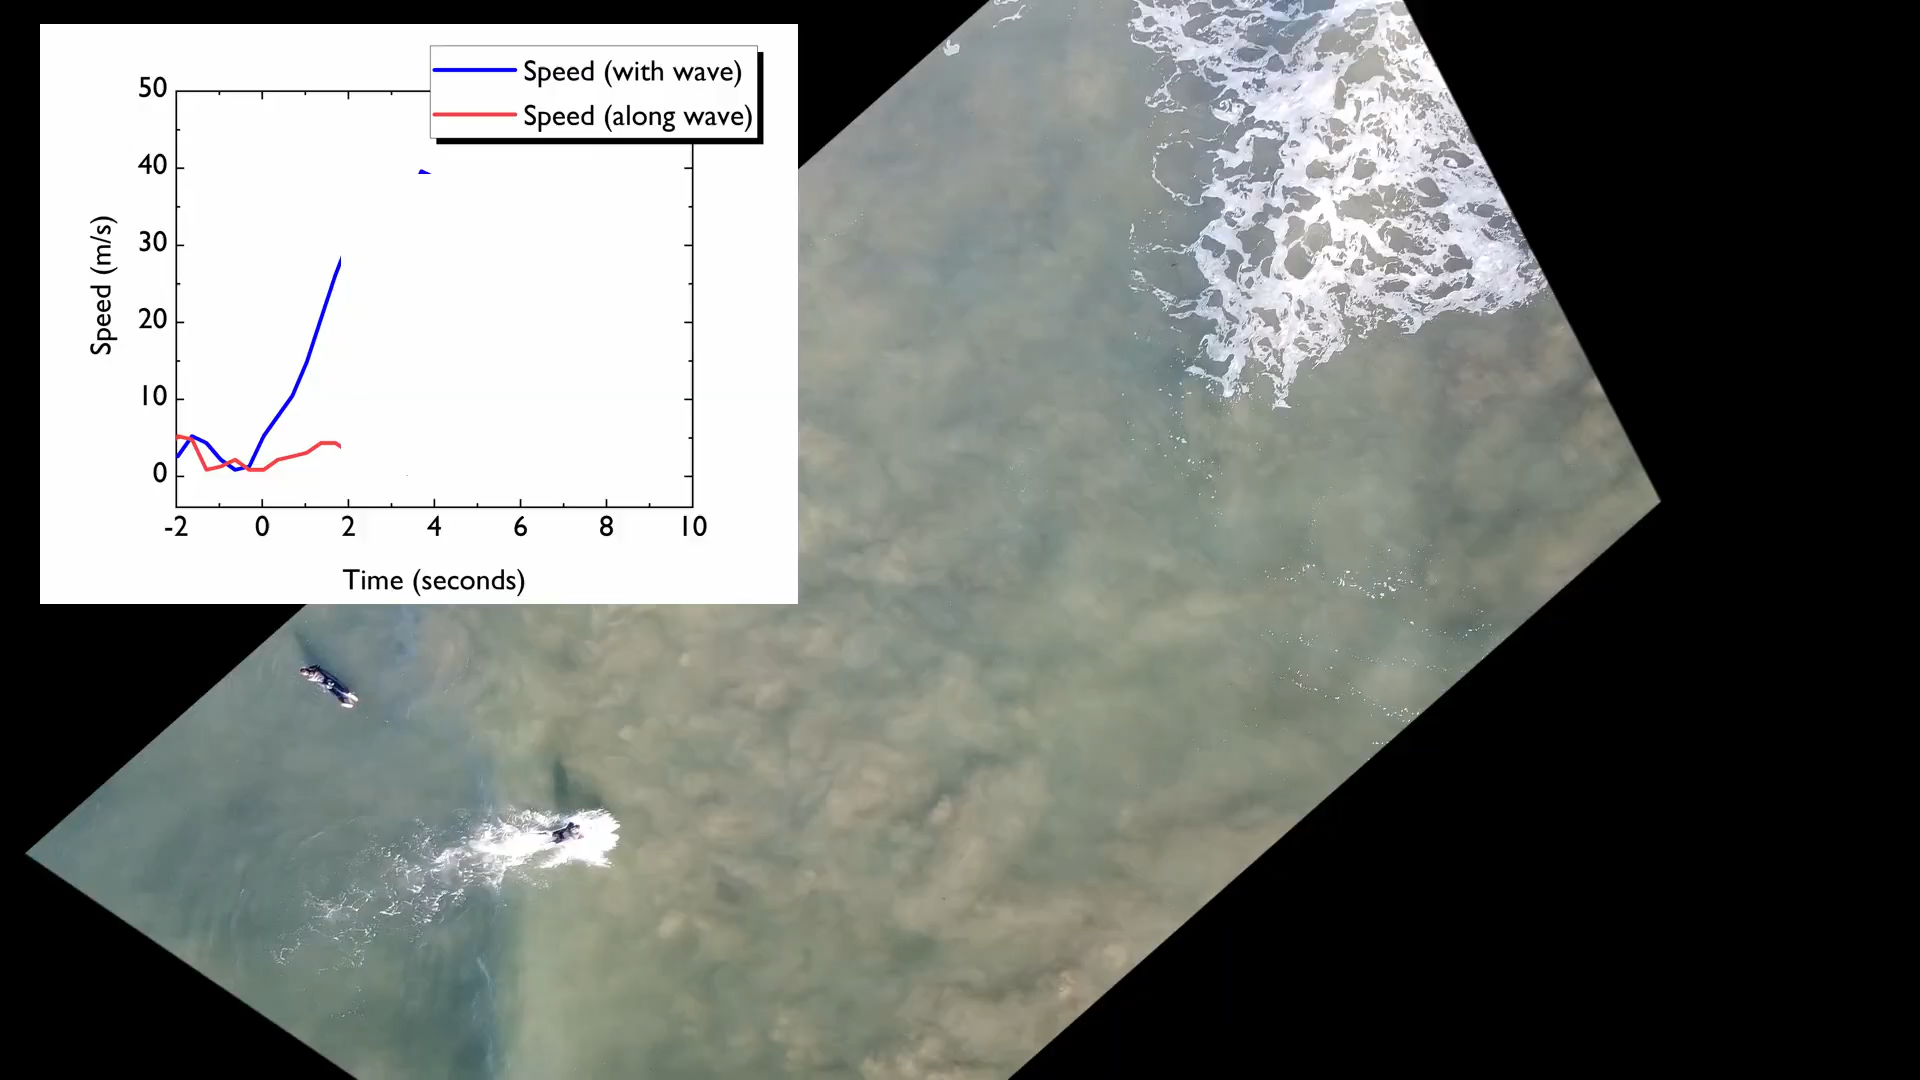 Speed (with wave)
Speed (along wave)
50
40
30
20
10
0
Speed (m/s)
-2 0 2 4 6 8 10
Time (seconds)